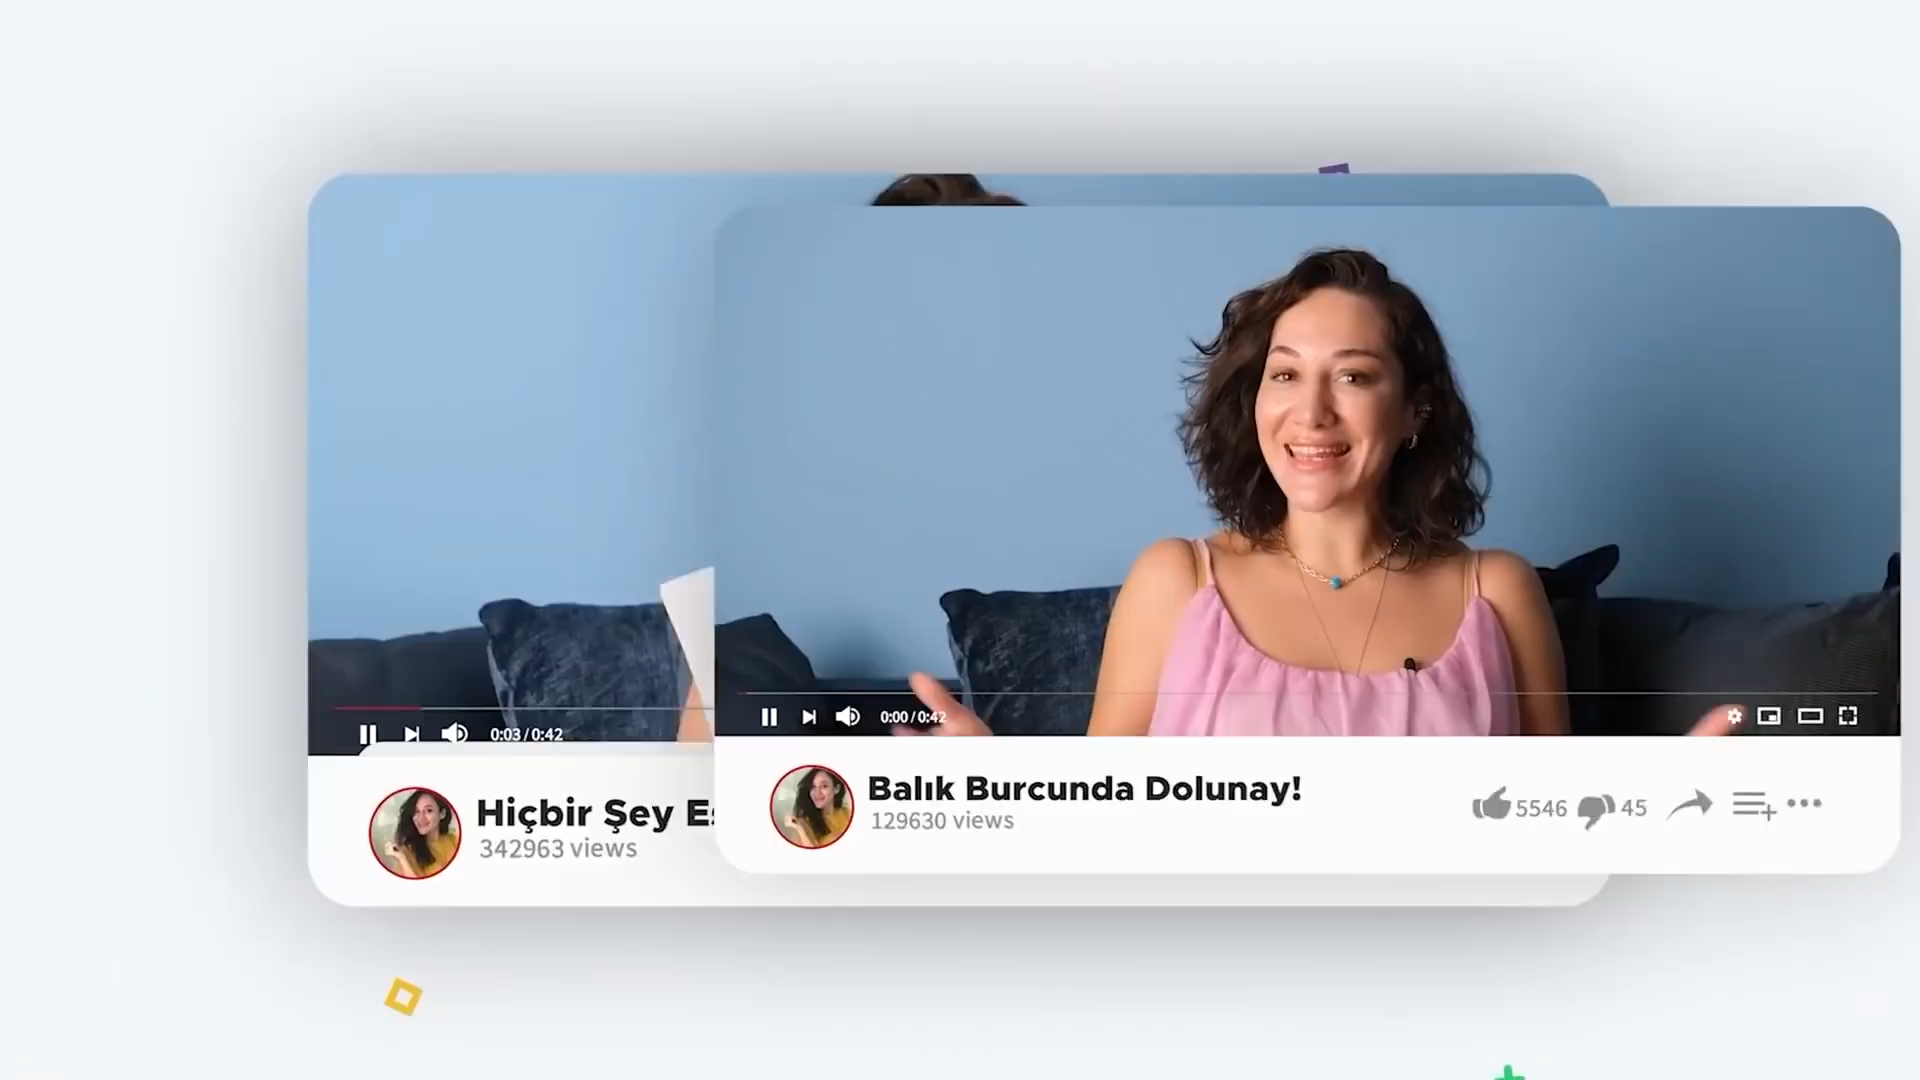 0:03 / 0:42
Hiçbir Şey
342963 views
0:00 / 0:42
Balık Burcunda Dolunay!
129630 views
5546
45